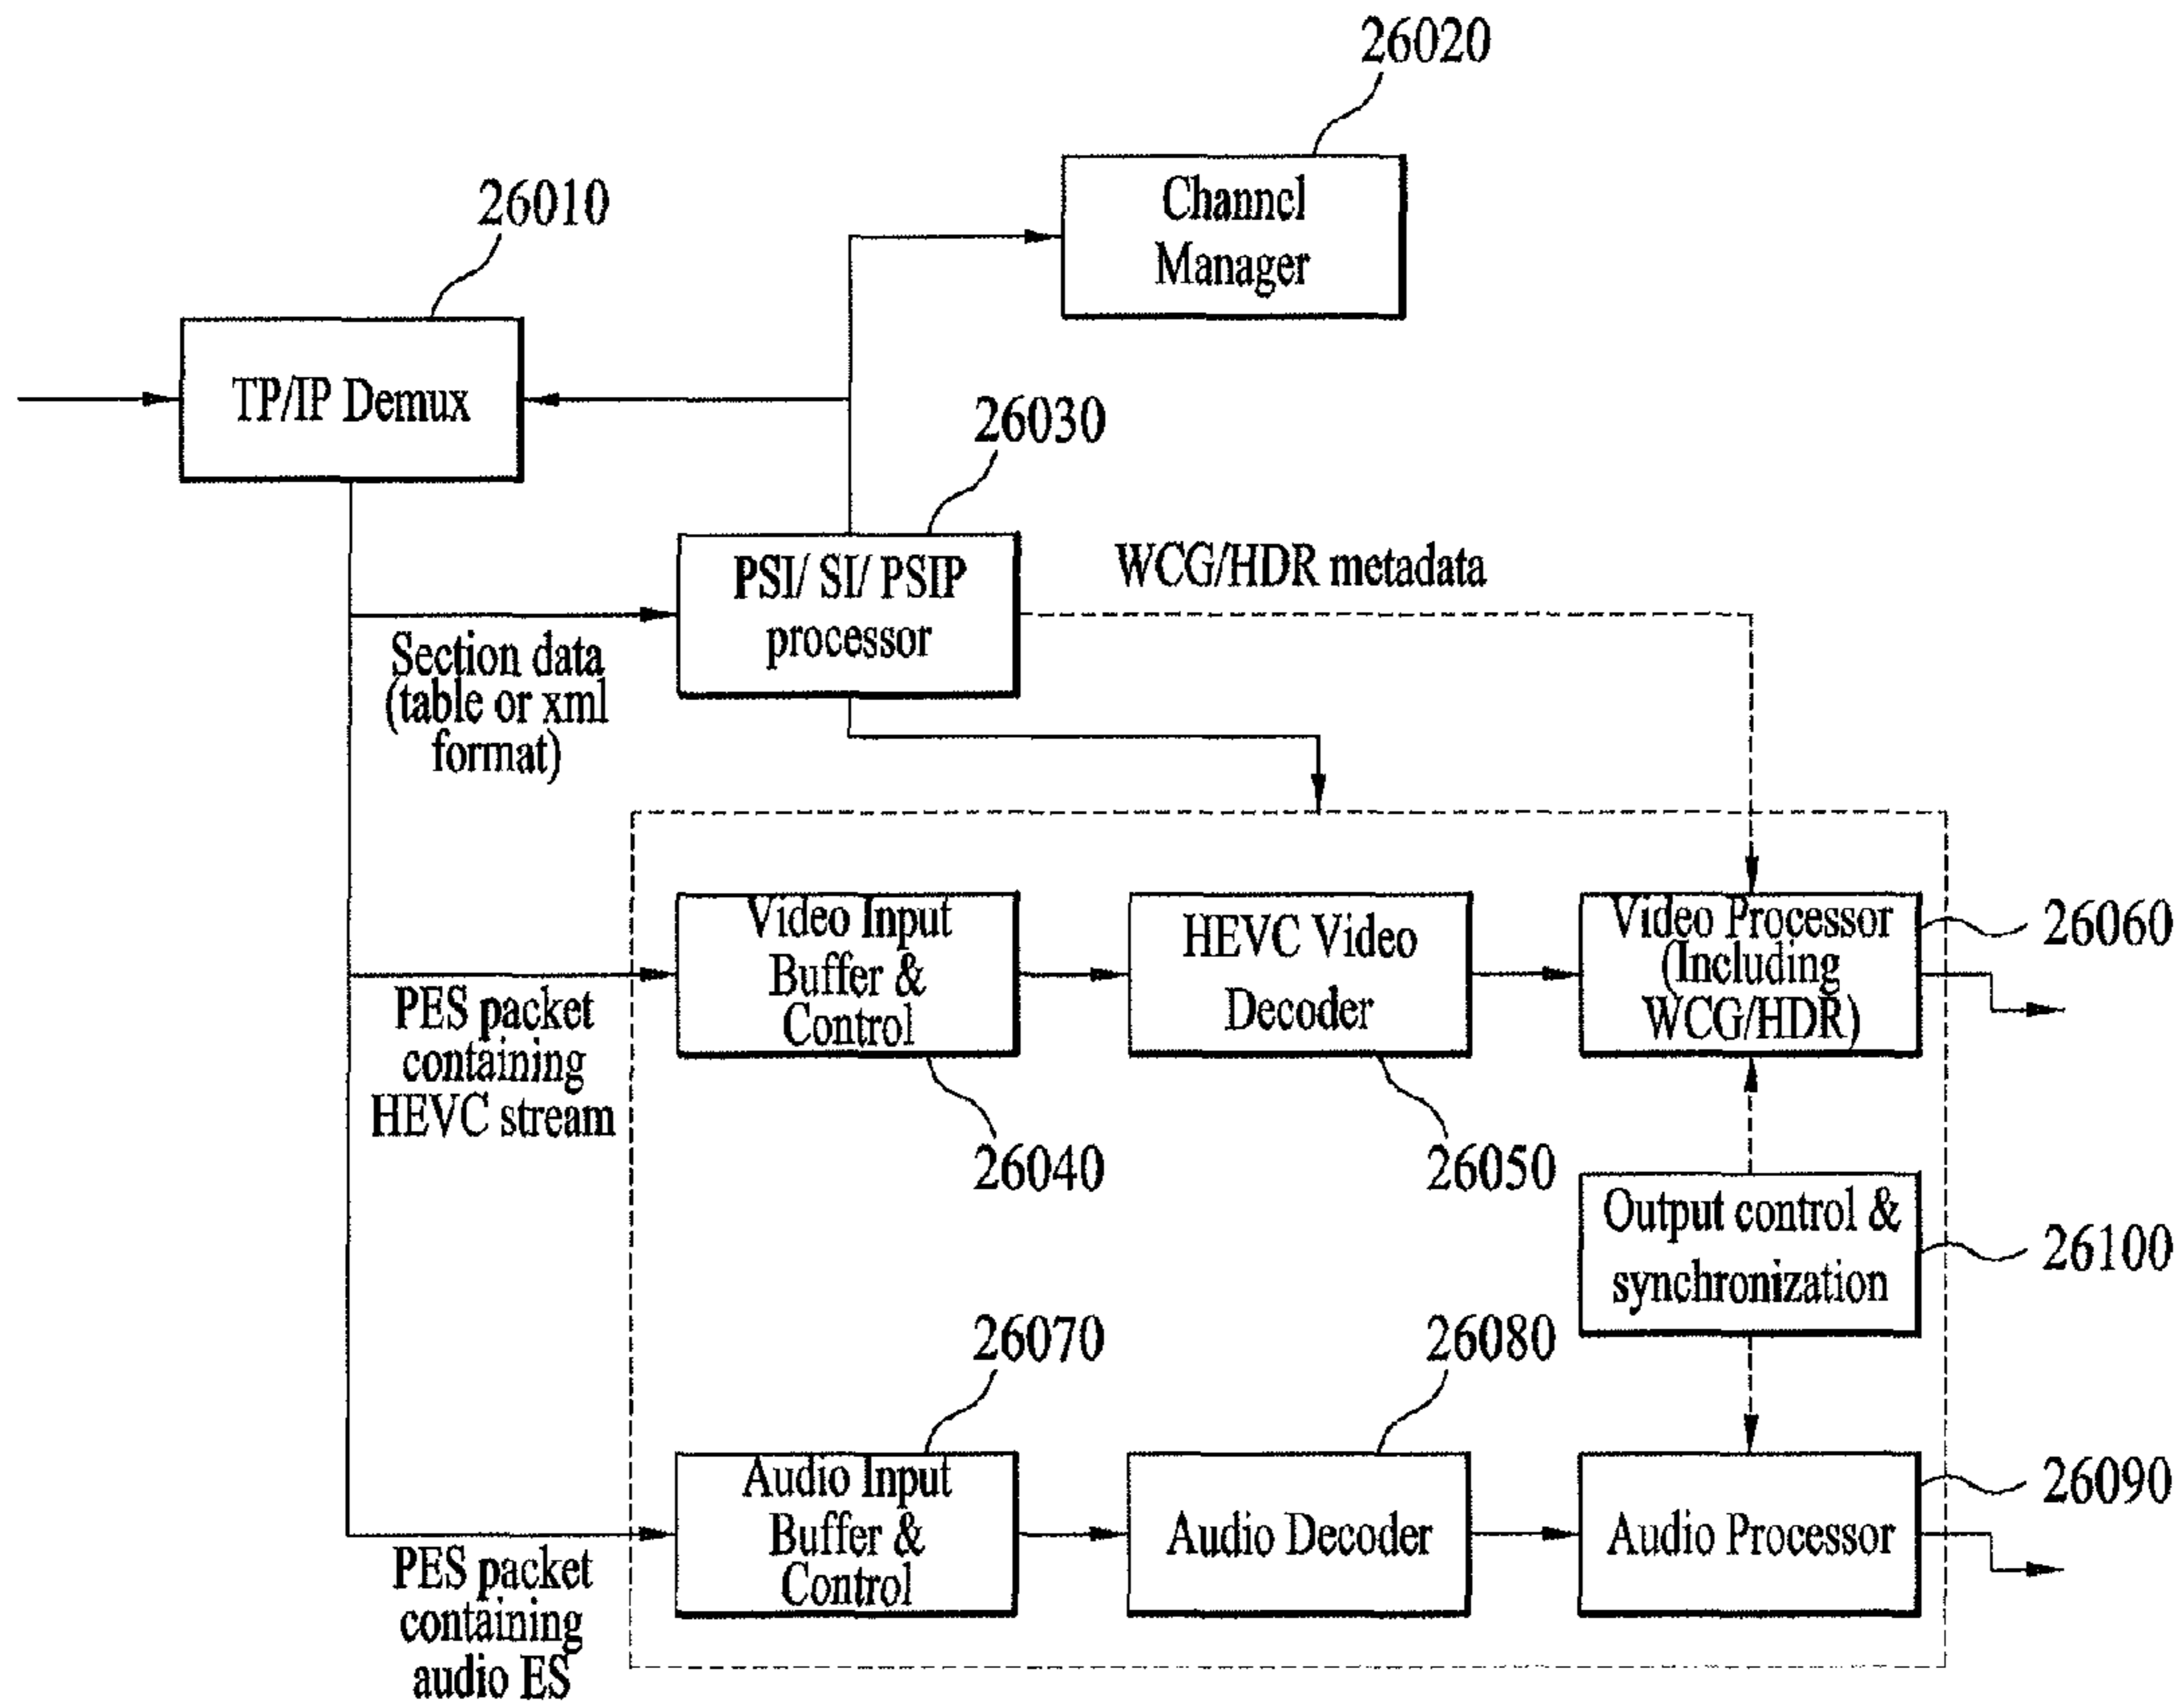 26020
Channel
Manager
26010
TP/IP Demux
26030
PSI/ SI/ PSIP
processor
WCG/HDR metadata
Section data
(table or xml
format)
Video Input
Buffer &
Control
HEVC Video
Decoder
Video Processor
(Including
WCG/HDR)
26060
PES packet
containing
HEVC stream
26040
26050
Output control &
synchronization
26100
26070
26080
Audio Input
Buffer &
Control
Audio Decoder
Audio Processor
26090
PES packet
containing
audio ES